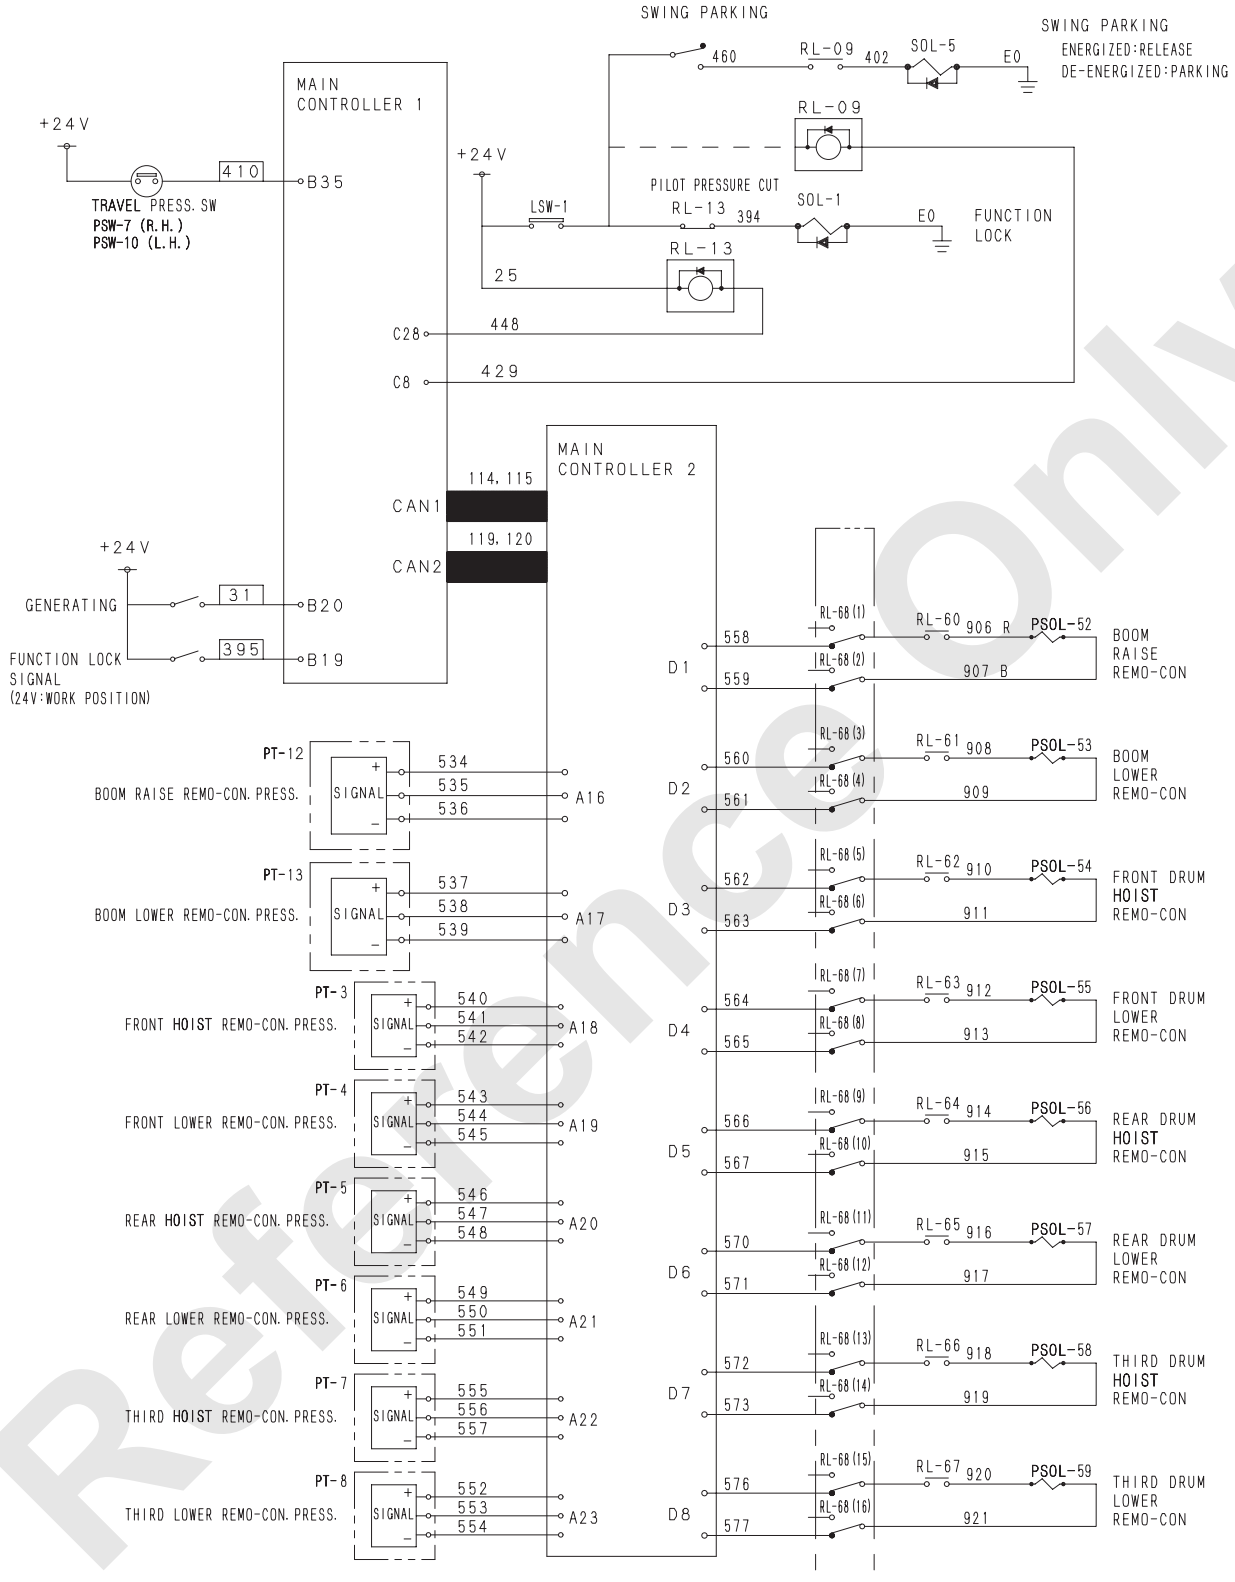 SWING PARKING
SWING PARKING
ENERGIZED:RELEASE
DE-ENERGIZED:PARKING
460
RL-09
402
SOL-5
E0
MAIN
CONTROLLER 1
+24V
410
B35
TRAVEL PRESS. SW
PSW-7 (R.H.)
PSW-10 (L.H.)
RL-09
+24V
PILOT PRESSURE CUT
LSW-1
RL-13
394
SOL-1
E0
FUNCTION
LOCK
RL-13
25
C28
448
C8
429
MAIN
CONTROLLER 2
114, 115
CAN1
119, 120
CAN2
+24V
GENERATING
31
B20
FUNCTION LOCK
SIGNAL
(24V:WORK POSITION)
395
B19
D1
558
559
RL-68(1)
RL-68(2)
RL-60
906 R
907 B
PSOL-52
BOOM
RAISE
REMO-CON
D2
560
561
RL-68(3)
RL-68(4)
RL-61
908
909
PSOL-53
BOOM
LOWER
REMO-CON
D3
562
563
RL-68(5)
RL-68(6)
RL-62
910
911
PSOL-54
FRONT DRUM
HOIST
REMO-CON
D4
564
565
RL-68(7)
RL-68(8)
RL-63
912
913
PSOL-55
FRONT DRUM
LOWER
REMO-CON
D5
566
567
RL-68(9)
RL-68(10)
RL-64
914
915
PSOL-56
REAR DRUM
HOIST
REMO-CON
D6
570
571
RL-68(11)
RL-68(12)
RL-65
916
917
PSOL-57
REAR DRUM
LOWER
REMO-CON
D7
572
573
RL-68(13)
RL-68(14)
RL-66
918
919
PSOL-58
THIRD DRUM
HOIST
REMO-CON
D8
576
577
RL-68(15)
RL-68(16)
RL-67
920
921
PSOL-59
THIRD DRUM
LOWER
REMO-CON
PT-12
BOOM RAISE REMO-CON. PRESS.
+
SIGNAL
-
534
535
536
A16
PT-13
BOOM LOWER REMO-CON. PRESS.
+
SIGNAL
-
537
538
539
A17
PT-3
FRONT HOIST REMO-CON. PRESS.
+
SIGNAL
-
540
541
542
A18
PT-4
FRONT LOWER REMO-CON. PRESS.
+
SIGNAL
-
543
544
545
A19
PT-5
REAR HOIST REMO-CON. PRESS.
+
SIGNAL
-
546
547
548
A20
PT-6
REAR LOWER REMO-CON. PRESS.
+
SIGNAL
-
549
550
551
A21
PT-7
THIRD HOIST REMO-CON. PRESS.
+
SIGNAL
-
555
556
557
A22
PT-8
THIRD LOWER REMO-CON. PRESS.
+
SIGNAL
-
552
553
554
A23
Reference Only